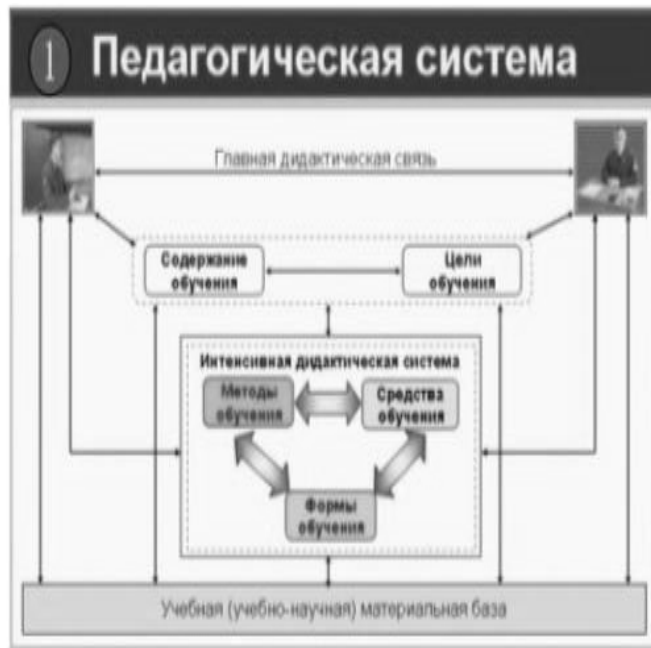 1 Педагогическая система
Главная дидактическая связь
Содержание
обучения
Цели
обучения
Интенсивная дидактическая система
Методы
обучения
Средства
обучения
Формы
обучения
Учебная (учебно-научная) материальная база